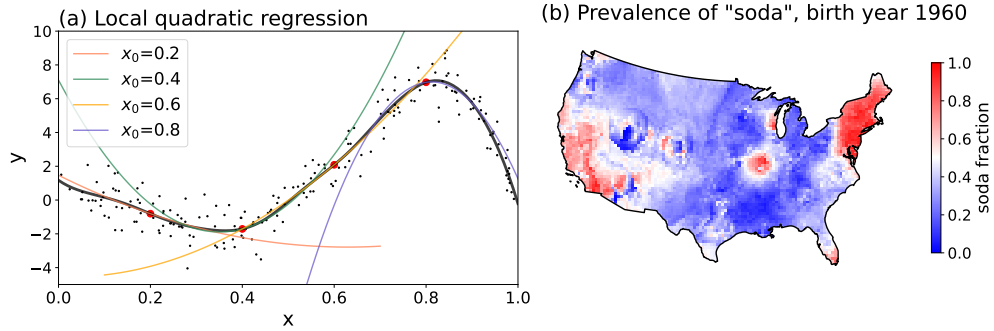 (a) Local quadratic regression
10
8
6
4
2
0
−2
−4
y
x₀=0.2
x₀=0.4
x₀=0.6
x₀=0.8
0.0 0.2 0.4 0.6 0.8 1.0
x
(b) Prevalence of "soda", birth year 1960
1.0
0.8
0.6
0.4
0.2
0.0
soda fraction